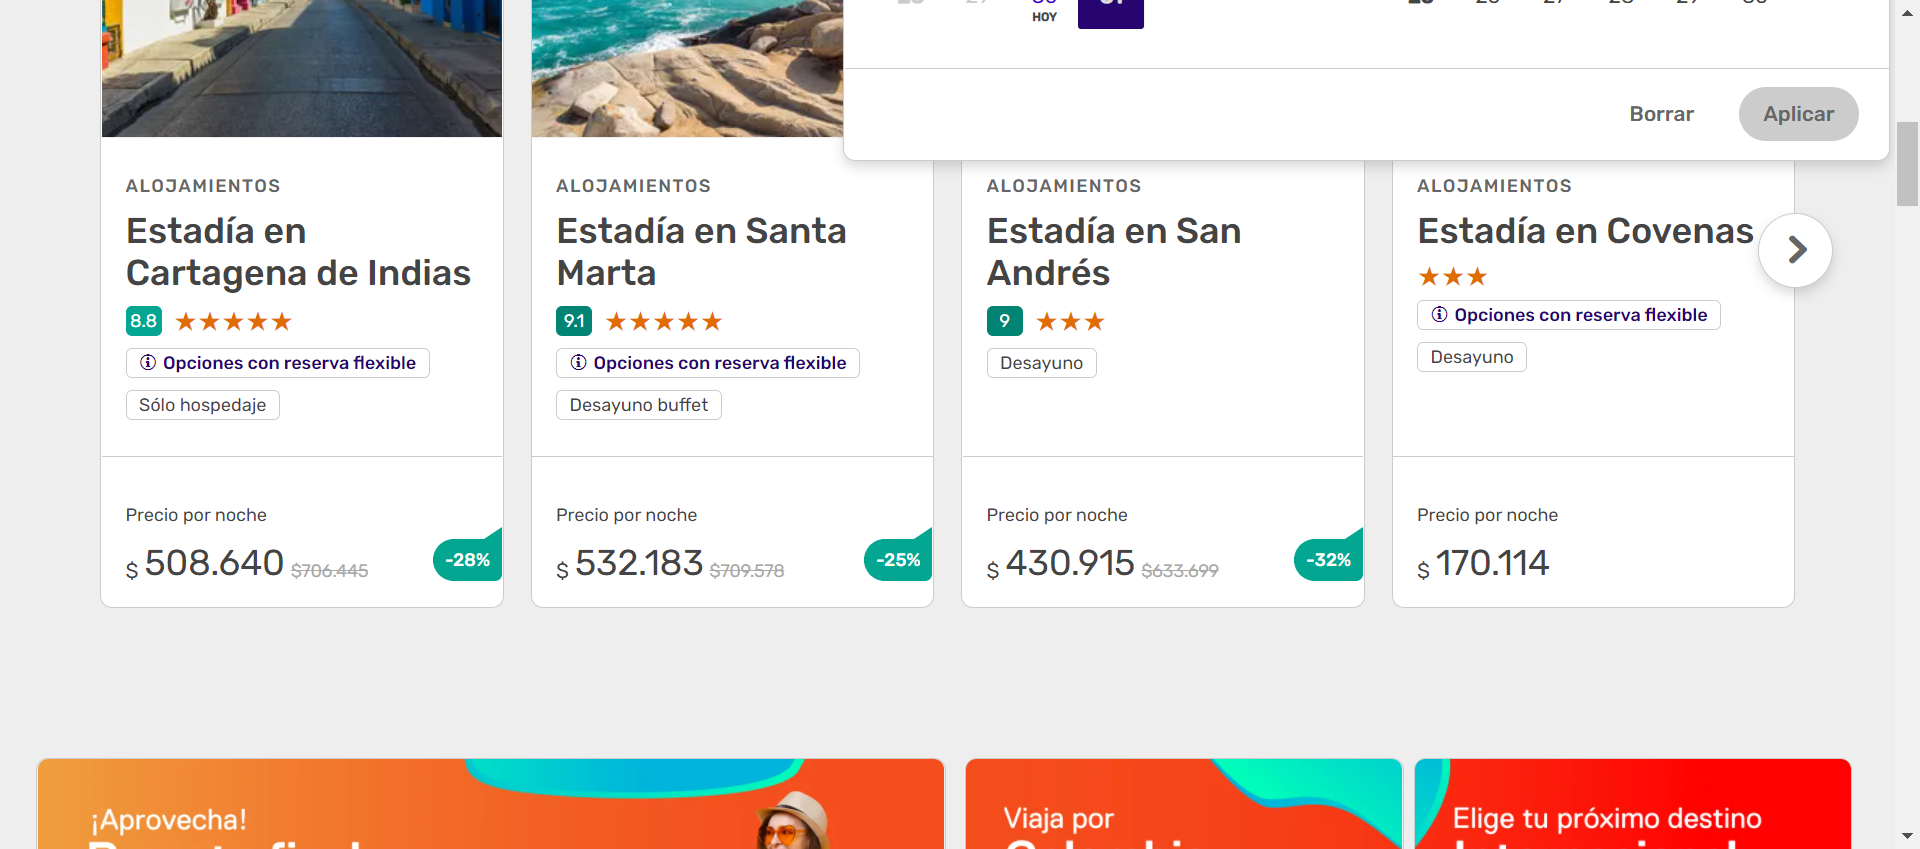 HOY
Borrar
Aplicar
ALOJAMIENTOS
Estadía en
Cartagena de Indias
8.8
Opciones con reserva flexible
Sólo hospedaje
Precio por noche
$ 508.640 $706.445
-28%
ALOJAMIENTOS
Estadía en Santa
Marta
9.1
Opciones con reserva flexible
Desayuno buffet
Precio por noche
$ 532.183 $709.578
-25%
ALOJAMIENTOS
Estadía en San
Andrés
9
Desayuno
Precio por noche
$ 430.915 $633.699
-32%
ALOJAMIENTOS
Estadía en Covenas
Opciones con reserva flexible
Desayuno
Precio por noche
$ 170.114
¡Aprovecha!
Viaja por
Elige tu próximo destino